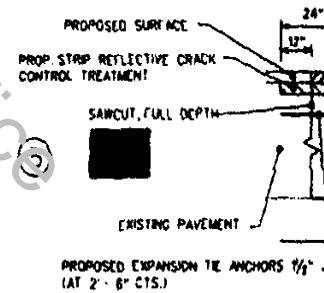 PROPOSED SURFACE
24"
12"
PROP. STRIP REFLECTIVE CRACK
CONTROL TREATMENT
SAWCUT, FULL DEPTH
EXISTING PAVEMENT
PROPOSED EXPANSION TIE ANCHORS
(AT 2' - 6" CTS.)